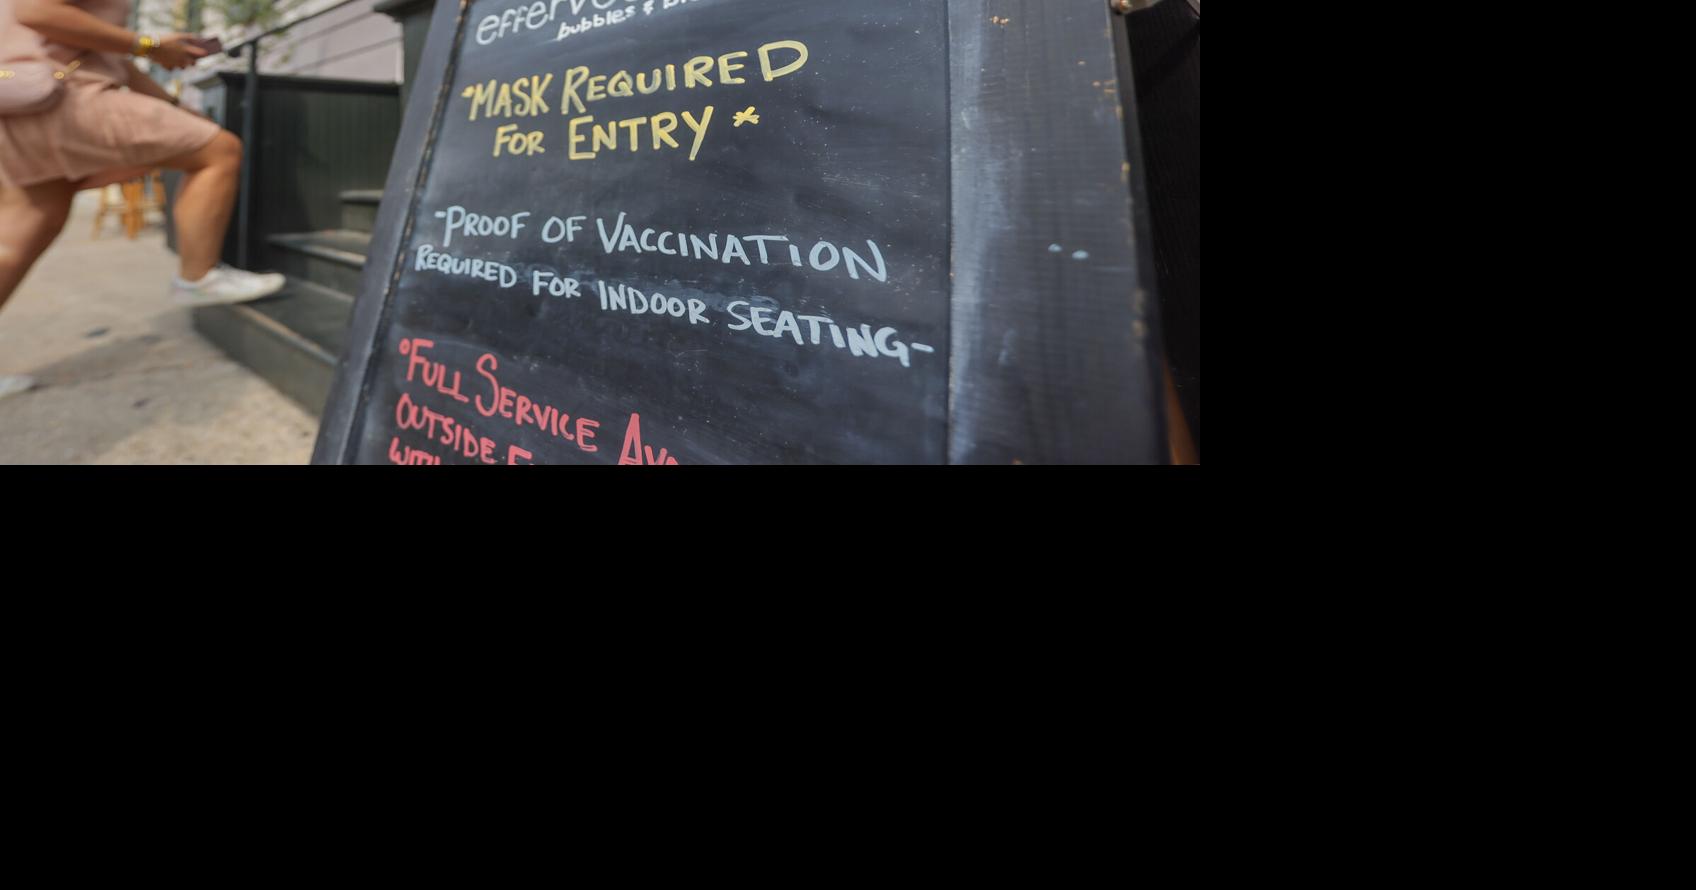 bubbles &
*MASK REQUIRED
FOR ENTRY *
-PROOF OF VACCINATION
REQUIRED FOR INDOOR SEATING-
°FULL SERVICE
OUTSIDE